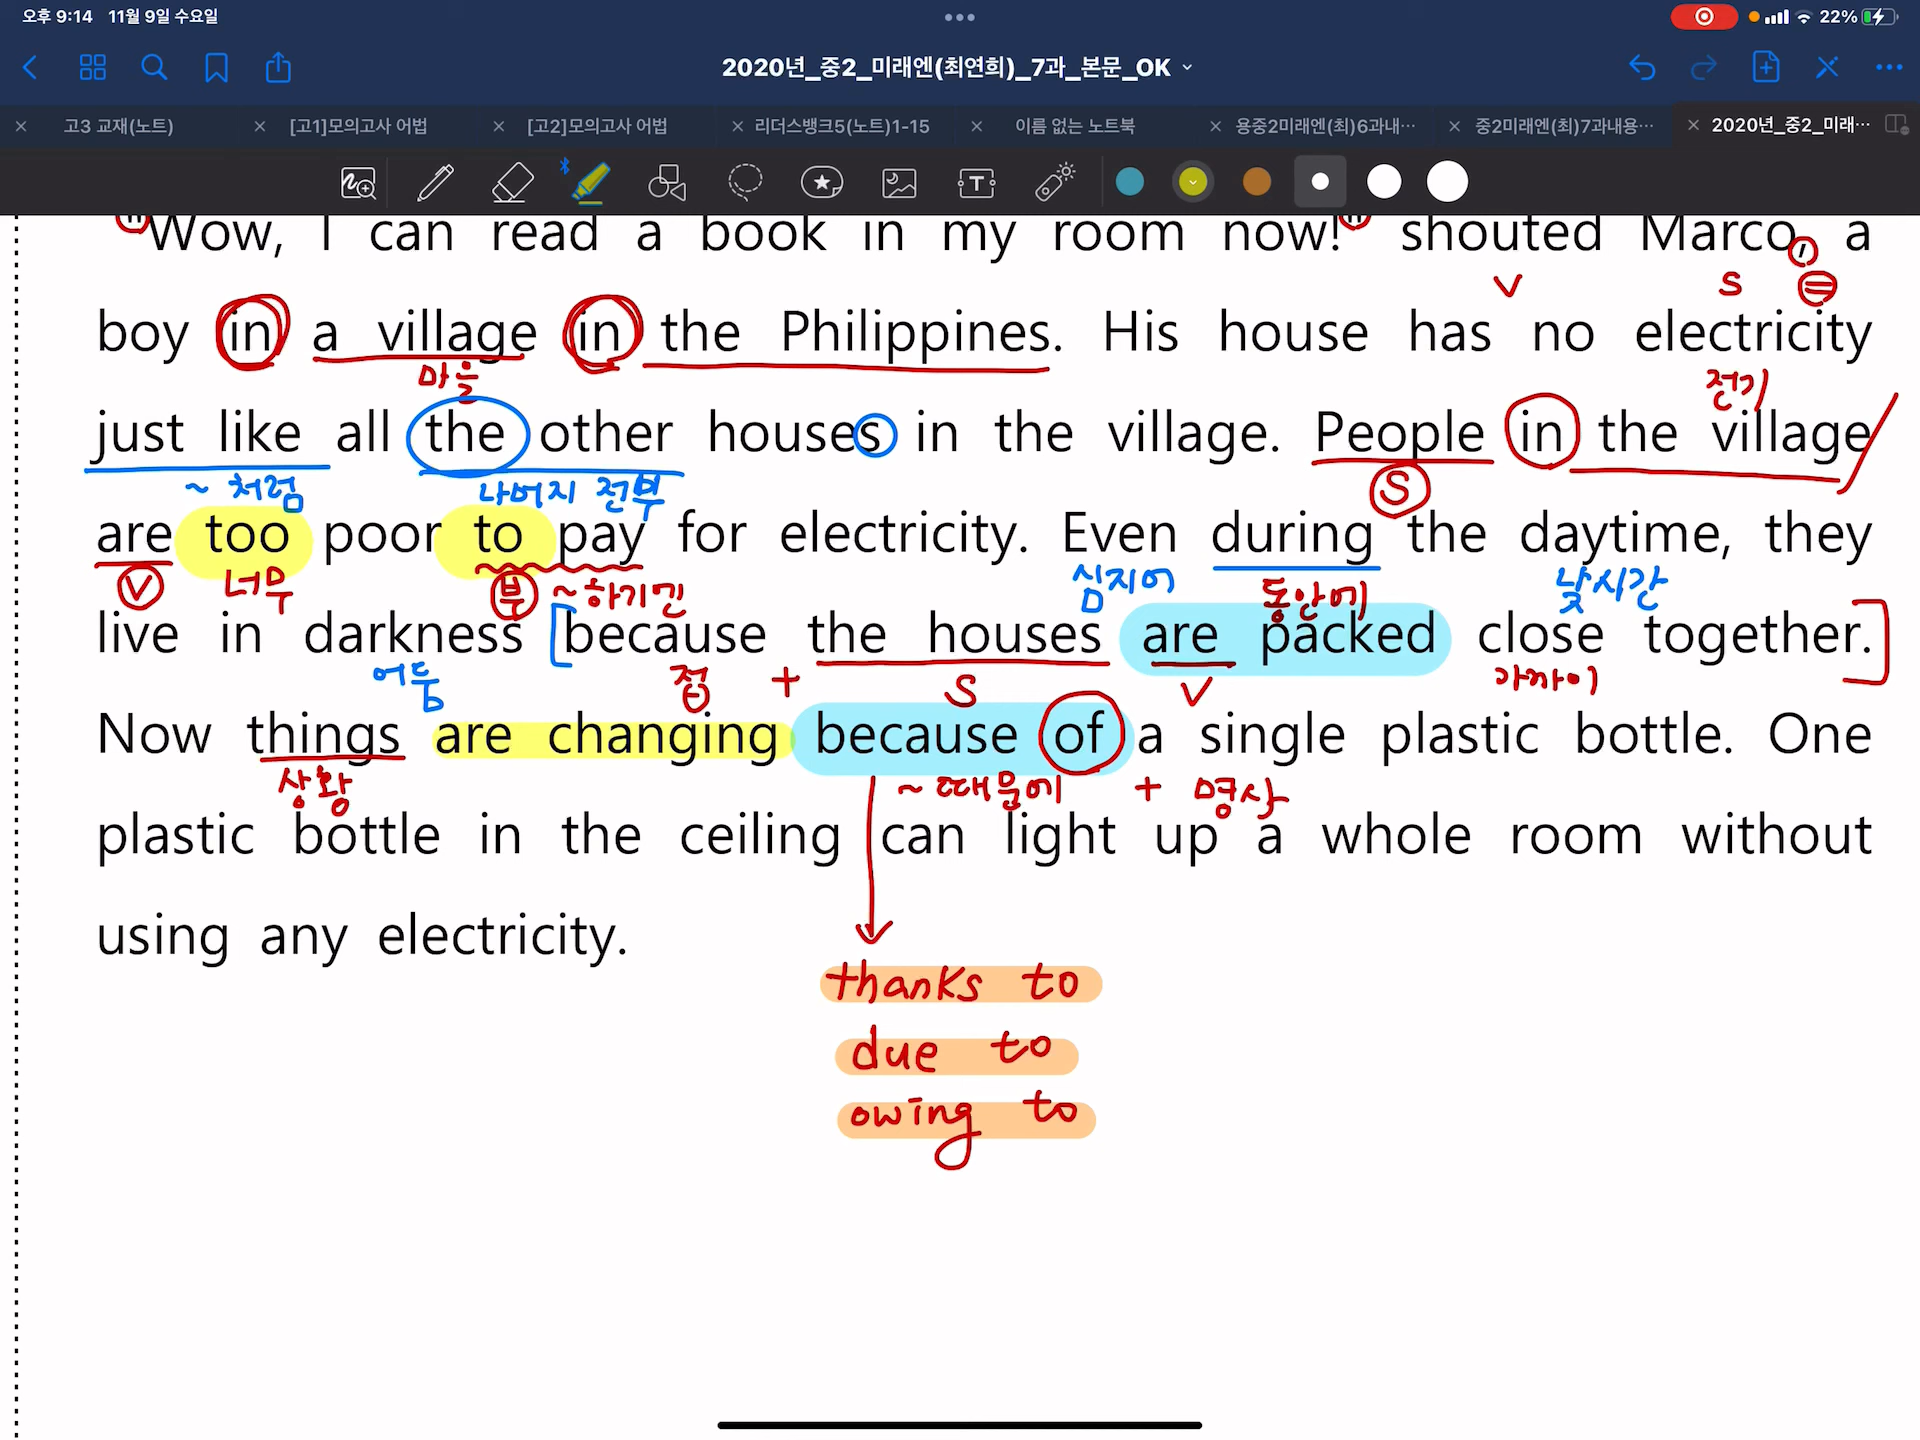 오후 9:14 11월 9일 수요일
22%
2020년_중2_미래엔(최연희)_7과_본문_OK
고3 교재(노트) [고1]모의고사 어법 [고2]모의고사 어법 리더스뱅크5(노트)1-15 이름 없는 노트북 용중2미래엔(최)6과내… 중2미래엔(최)7과내용… 2020년_중2_미래…
"Wow, I can read a book in my room now!" shouted Marco, a
V S =
boy in a village in the Philippines. His house has no electricity
마을 전기
just like all the other houses in the village. People in the village
~처럼 나머지 전부 S
are too poor to pay for electricity. Even during the daytime, they
V 너무 부 ~하기엔 심지어 동안에 낮시간
live in darkness [because the houses are packed close together.]
어둠 접 + S V 가까이
Now things are changing because of a single plastic bottle. One
상황 ~때문에 + 명사
plastic bottle in the ceiling can light up a whole room without
using any electricity.
thanks to
due to
owing to